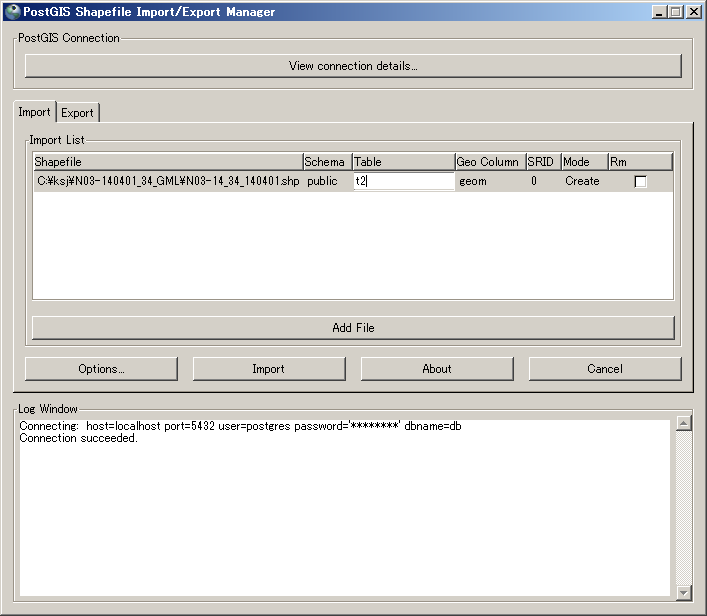 PostGIS Shapefile Import/Export Manager
PostGIS Connection
View connection details...
Import Export
Import List
Shapefile Schema Table Geo Column SRID Mode Rm
C:¥ksj¥N03-140401_34_GML¥N03-14_34_140401.shp public t2 geom 0 Create
Add File
Options... Import About Cancel
Log Window
Connecting: host=localhost port=5432 user=postgres password='********' dbname=db
Connection succeeded.